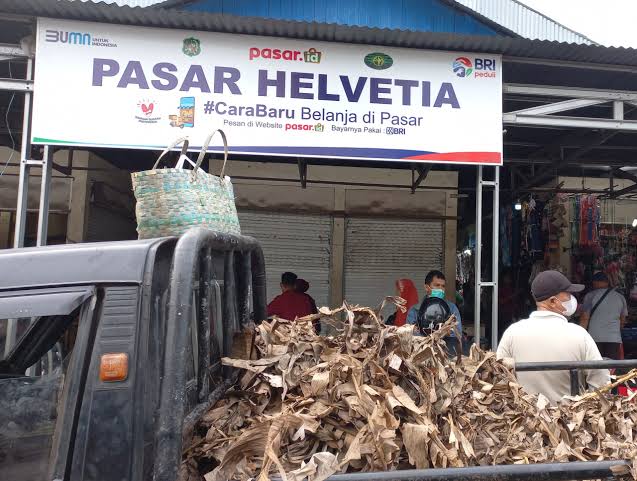 BUMN UNTUK INDONESIA
pasar.id
BRI peduli
PASAR HELVETIA
#CaraBaru Belanja di Pasar
Pesan di Website pasar.id Bayarnya Pakai : BRI